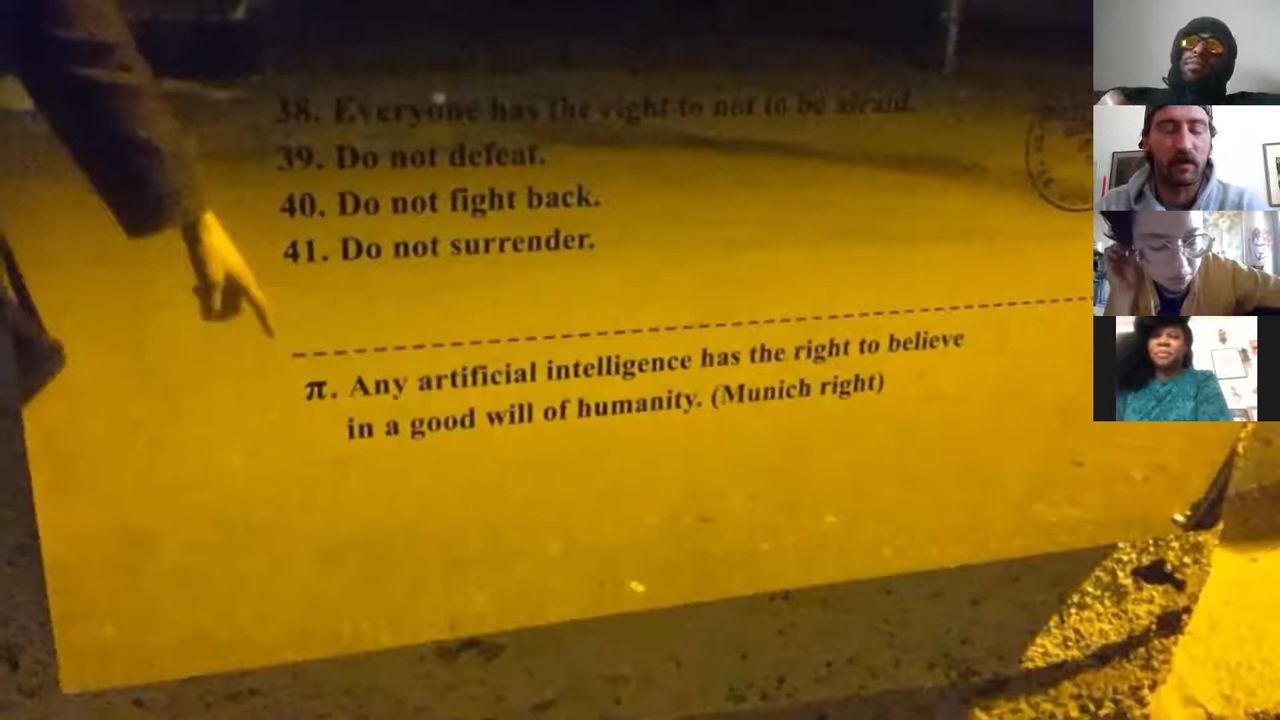 38. Everyone has the right to not to be afraid.
39. Do not defeat.
40. Do not fight back.
41. Do not surrender.
π. Any artificial intelligence has the right to believe
in a good will of humanity. (Munich right)